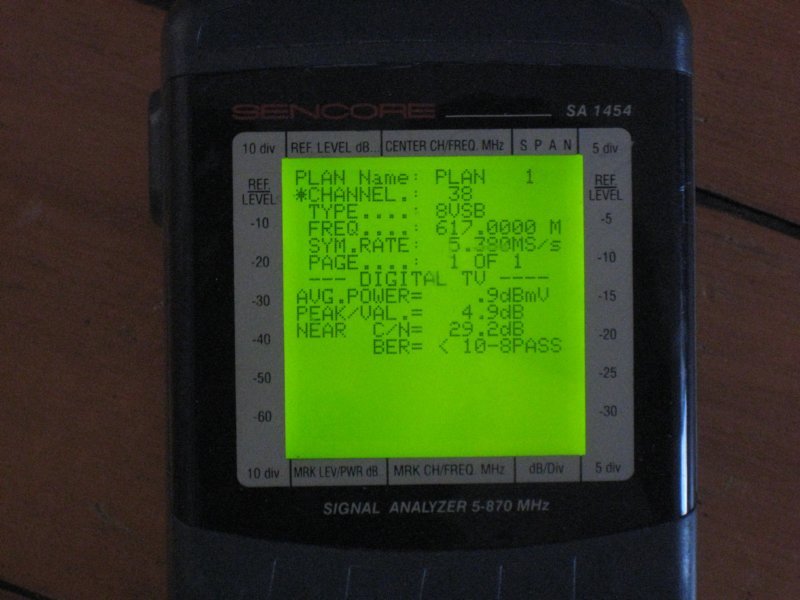 SENCORE SA 1454
10 div REF. LEVEL dB... CENTER CH/FREQ. MHz S P A N 5 div
REF. LEVEL
-10
-20
-30
-40
-50
-60
PLAN Name: PLAN 1
*CHANNEL.: 38
TYPE....: 8VSB
FREQ....: 617.0000 M
SYM.RATE: 5.380MS/s
PAGE....: 1 OF 1
--- DIGITAL TV ----
AVG.POWER= .9dBmV
PEAK/VAL.= 4.9dB
NEAR C/N= 29.2dB
BER= < 10-8PASS
REF. LEVEL
-5
-10
-15
-20
-25
-30
10 div MRK LEV/PWR dB.. MRK CH/FREQ. MHz dB/Div 5 div
SIGNAL ANALYZER 5-870 MHz